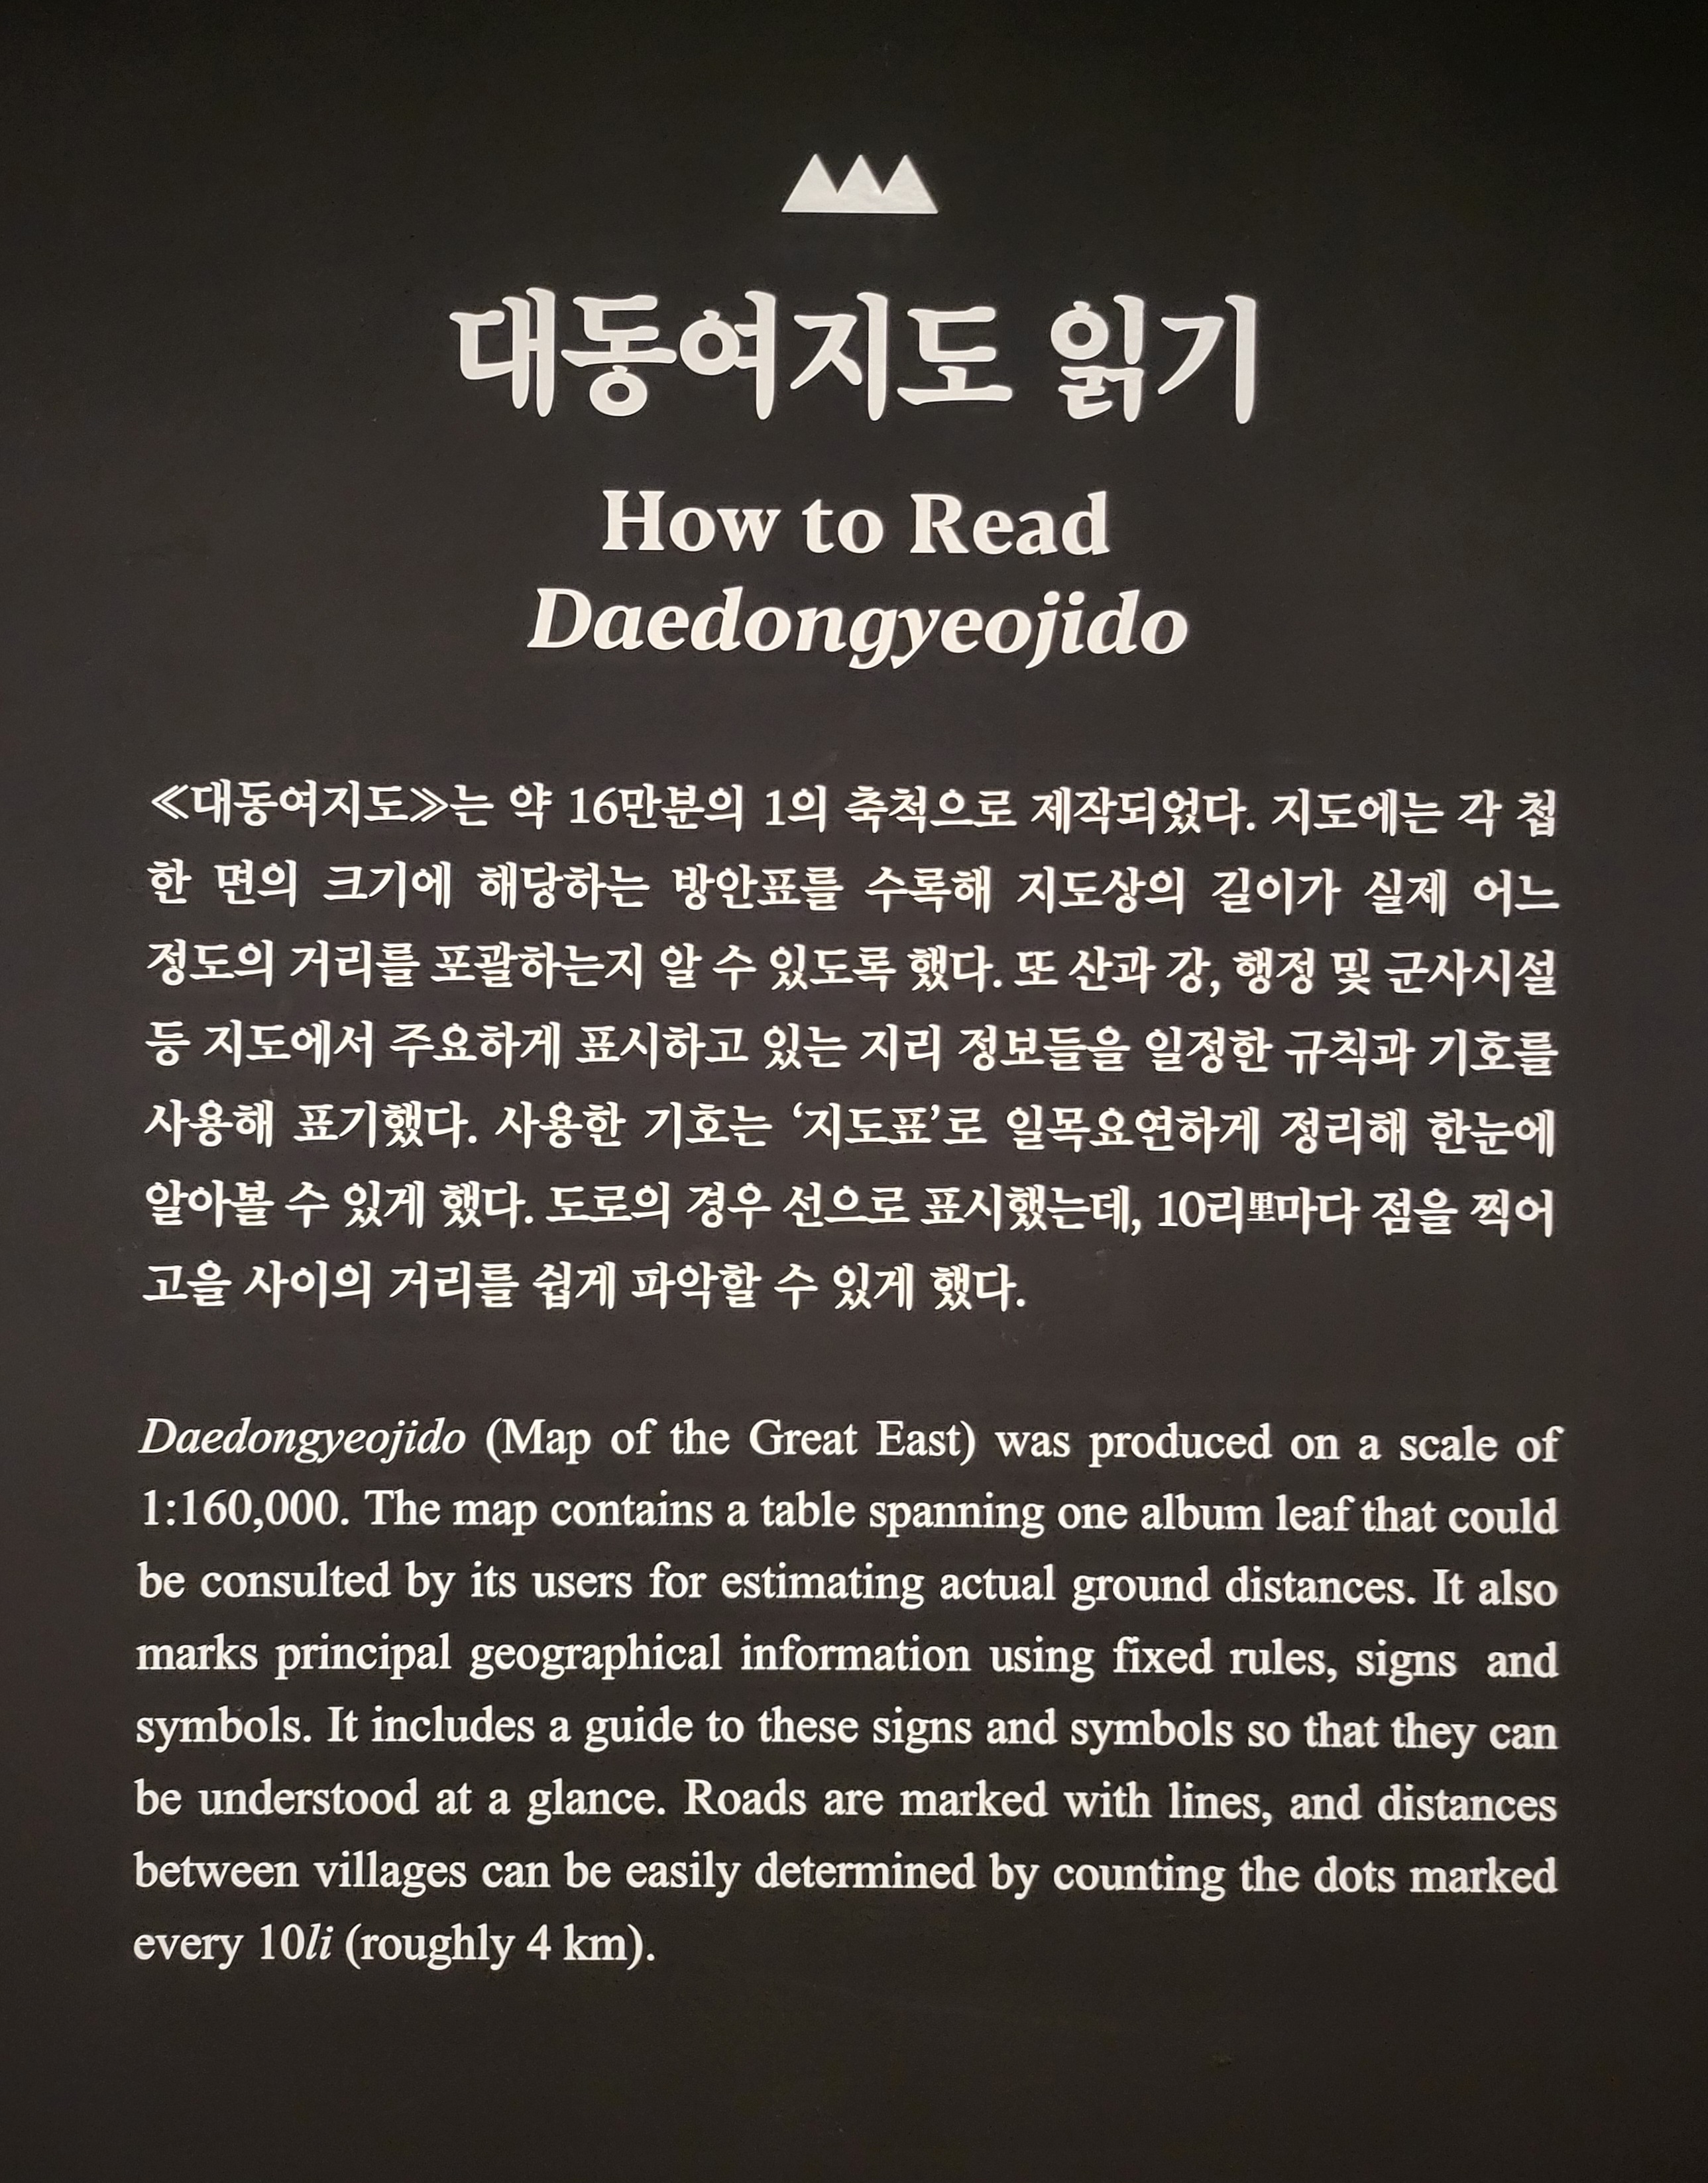 대동여지도 읽기
How to Read
Daedongyeojido
≪대동여지도≫는 약 16만분의 1의 축척으로 제작되었다. 지도에는 각 첩
한 면의 크기에 해당하는 방안표를 수록해 지도상의 길이가 실제 어느
정도의 거리를 포괄하는지 알 수 있도록 했다. 또 산과 강, 행정 및 군사시설
등 지도에서 주요하게 표시하고 있는 지리 정보들을 일정한 규칙과 기호를
사용해 표기했다. 사용한 기호는 ‘지도표’로 일목요연하게 정리해 한눈에
알아볼 수 있게 했다. 도로의 경우 선으로 표시했는데, 10리里마다 점을 찍어
고을 사이의 거리를 쉽게 파악할 수 있게 했다.
Daedongyeojido (Map of the Great East) was produced on a scale of
1:160,000. The map contains a table spanning one album leaf that could
be consulted by its users for estimating actual ground distances. It also
marks principal geographical information using fixed rules, signs and
symbols. It includes a guide to these signs and symbols so that they can
be understood at a glance. Roads are marked with lines, and distances
between villages can be easily determined by counting the dots marked
every 10li (roughly 4 km).